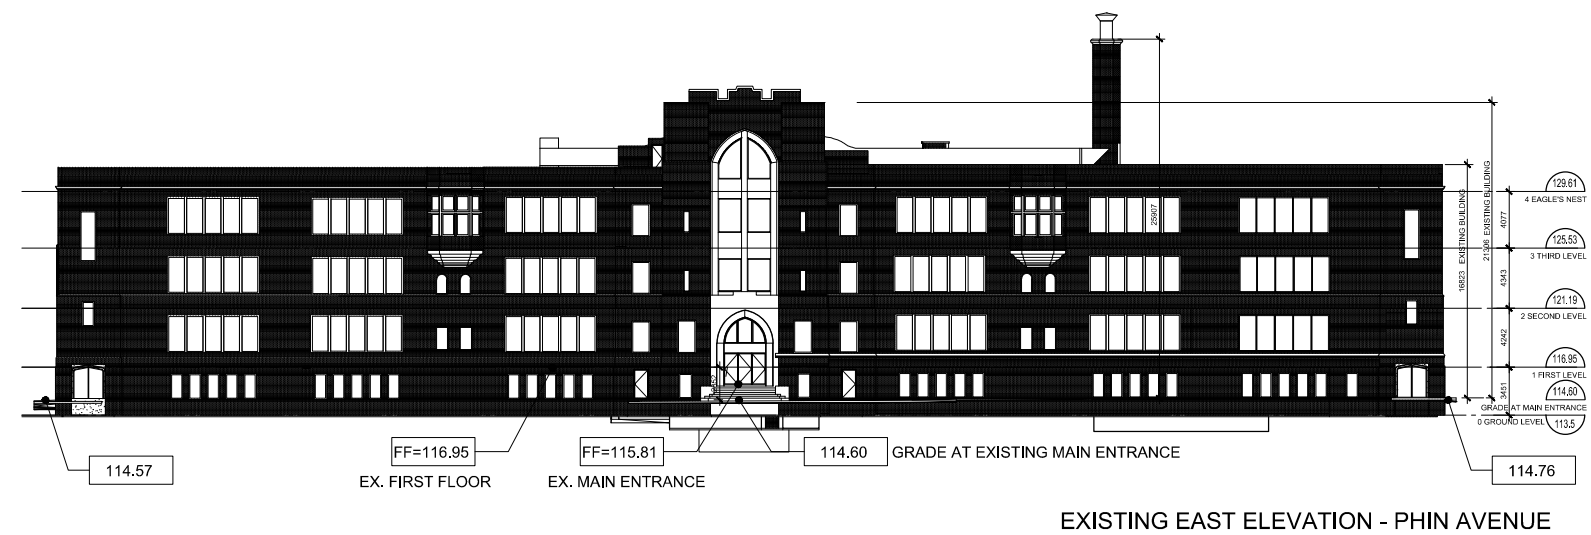 129.61
4 EAGLE'S NEST
25907
16823 EXISTING BUILDING
21306 EXISTING BUILDING
4077
125.53
3 THIRD LEVEL
4343
121.19
2 SECOND LEVEL
4242
116.95
1 FIRST LEVEL
3451
114.60
GRADE AT MAIN ENTRANCE
0 GROUND LEVEL
113.5
FF=116.95
EX. FIRST FLOOR
FF=115.81
EX. MAIN ENTRANCE
114.60
GRADE AT EXISTING MAIN ENTRANCE
114.57
114.76
EXISTING EAST ELEVATION - PHIN AVENUE